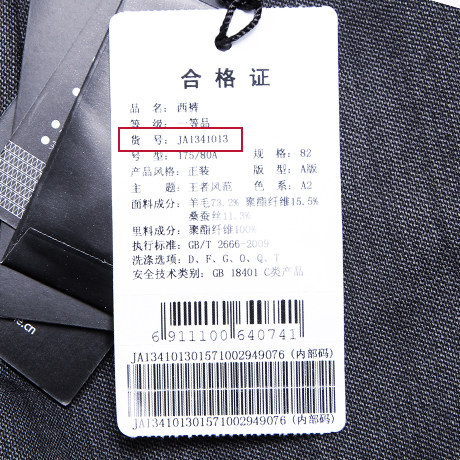 合格证
品 名: 西裤
等 级: 一等品
货 号: JA1341013
号 型: 175/80A 规 格: 82
产品风格: 正装 版 型: A版
主 题: 王者风范 色 系: A2
面料成分: 羊毛73.2% 聚酯纤维15.5%
桑蚕丝11.3%
里料成分: 聚酯纤维100%
执行标准: GB/T 2666-2009
洗涤选项: D、F、G、O、Q、T
安全技术类别: GB 18401 C类产品
6 911100 640741
JA1341013015710029490​76 (内部码)
JA134101301571002949076 (内部码)
e.cn